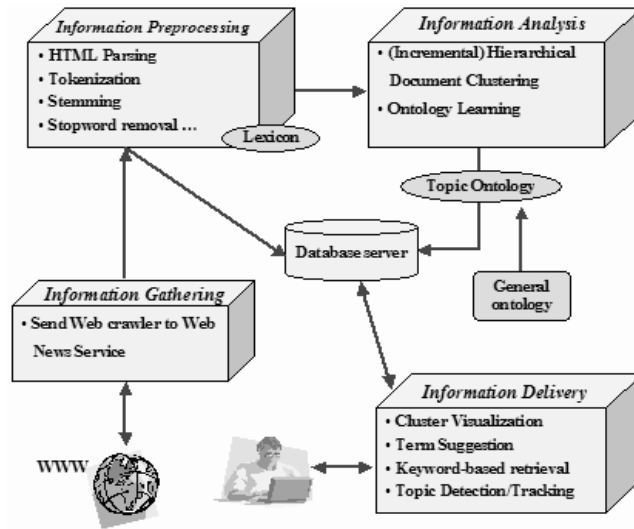 Information Preprocessing
• HTML Parsing
• Tokenization
• Stemming
• Stopword removal ...
Lexicon
Information Analysis
• (Incremental) Hierarchical
Document Clustering
• Ontology Learning
Topic Ontology
Database server
General
ontology
Information Gathering
• Send Web crawler to Web
News Service
WWW
Information Delivery
• Cluster Visualization
• Term Suggestion
• Keyword-based retrieval
• Topic Detection/Tracking